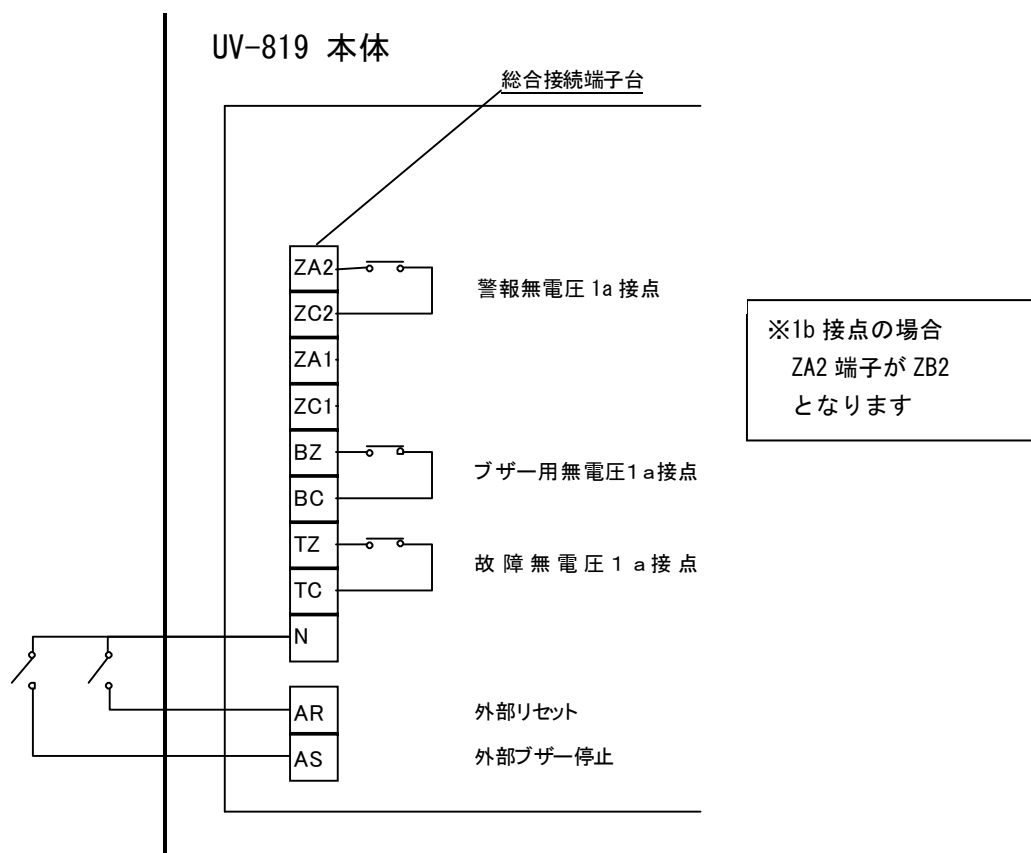 UV-819 本体
総合接続端子台
ZA2
ZC2
警報無電圧 1a 接点
ZA1
ZC1
※1b 接点の場合
ZA2 端子が ZB2
となります
BZ
BC
ブザー用無電圧1a接点
TZ
TC
故障無電圧1a接点
N
AR
外部リセット
AS
外部ブザー停止